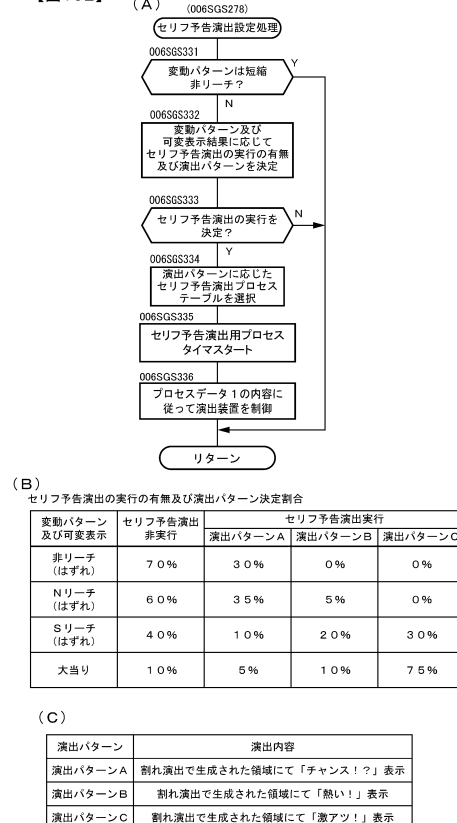 (A)
(006SGS278)
セリフ予告演出設定処理
006SGS331
変動パターンは短縮
非リーチ?
Y
N
006SGS332
変動パターン及び
可変表示結果に応じて
セリフ予告演出の実行の有無
及び演出パターンを決定
006SGS333
セリフ予告演出の実行を
決定?
N
Y
006SGS334
演出パターンに応じた
セリフ予告演出プロセス
テーブルを選択
006SGS335
セリフ予告演出用プロセス
タイマスタート
006SGS336
プロセスデータ1の内容に
従って演出装置を制御
リターン
(B)
セリフ予告演出の実行の有無及び演出パターン決定割合
変動パターン
及び可変表示
セリフ予告演出
非実行
セリフ予告演出実行
演出パターンA 演出パターンB 演出パターンC
非リーチ
(はずれ)
70% 30% 0% 0%
Nリーチ
(はずれ)
60% 35% 5% 0%
Sリーチ
(はずれ)
40% 10% 20% 30%
大当り 10% 5% 10% 75%
(C)
演出パターン 演出内容
演出パターンA 割れ演出で生成された領域にて「チャンス!?」表示
演出パターンB 割れ演出で生成された領域にて「熱い!」表示
演出パターンC 割れ演出で生成された領域にて「激アツ!」表示